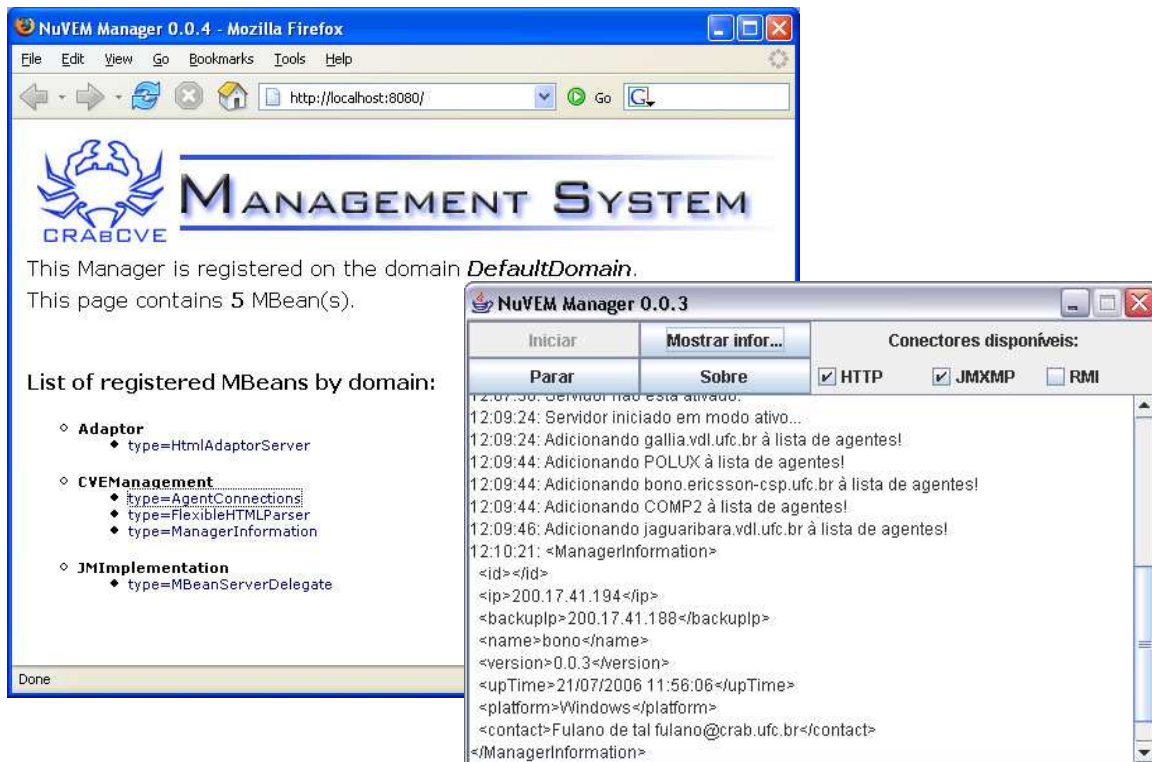 NuVEM Manager 0.0.4 - Mozilla Firefox
File Edit View Go Bookmarks Tools Help
http://localhost:8080/ Go
CRABCVE
MANAGEMENT SYSTEM
This Manager is registered on the domain DefaultDomain.
This page contains 5 MBean(s).
List of registered MBeans by domain:
Adaptor
type=HtmlAdaptorServer
CVEManagement
type=AgentConnections
type=FlexibleHTMLParser
type=ManagerInformation
JMImplementation
type=MBeanServerDelegate
Done
NuVEM Manager 0.0.3
Iniciar Mostrar infor... Conectores disponíveis:
Parar Sobre HTTP JMXMP RMI
12:07:36: Servidor não está ativado.
12:09:24: Servidor iniciado em modo ativo...
12:09:24: Adicionando gallia.vdl.ufc.br à lista de agentes!
12:09:44: Adicionando POLUX à lista de agentes!
12:09:44: Adicionando bono.ericsson-csp.ufc.br à lista de agentes!
12:09:44: Adicionando COMP2 à lista de agentes!
12:09:46: Adicionando jaguaribara.vdl.ufc.br à lista de agentes!
12:10:21: <ManagerInformation>
<id></id>
<ip>200.17.41.194</ip>
<backupIp>200.17.41.188</backupIp>
<name>bono</name>
<version>0.0.3</version>
<upTime>21/07/2006 11:56:06</upTime>
<platform>Windows</platform>
<contact>Fulano de tal fulano@crab.ufc.br</contact>
</ManagerInformation>